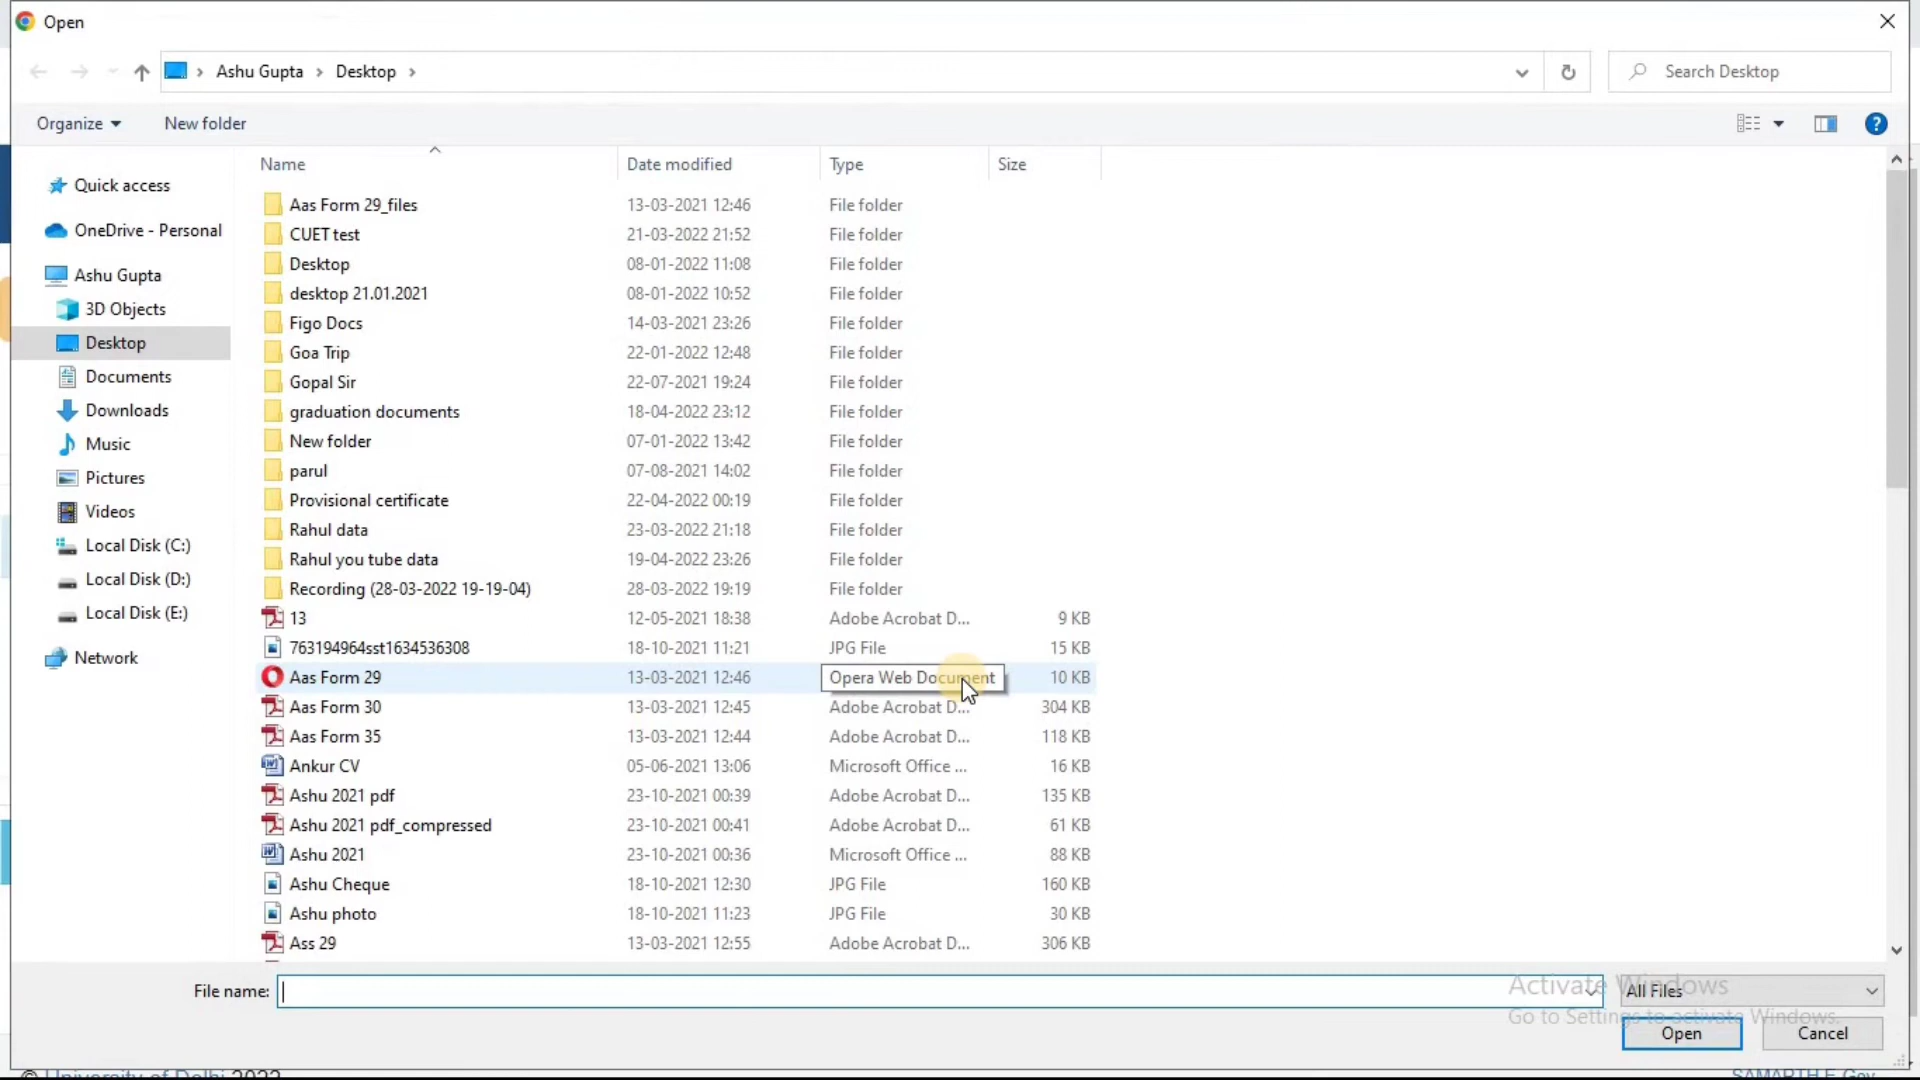 Open
Ashu Gupta > Desktop >
Search Desktop
Organize
New folder
Name Date modified Type Size
Quick access
OneDrive - Personal
Ashu Gupta
3D Objects
Desktop
Documents
Downloads
Music
Pictures
Videos
Local Disk (C:)
Local Disk (D:)
Local Disk (E:)
Network
Aas Form 29_files 13-03-2021 12:46 File folder
CUET test 21-03-2022 21:52 File folder
Desktop 08-01-2022 11:08 File folder
desktop 21.01.2021 08-01-2022 10:52 File folder
Figo Docs 14-03-2021 23:26 File folder
Goa Trip 22-01-2022 12:48 File folder
Gopal Sir 22-07-2021 19:24 File folder
graduation documents 18-04-2022 23:12 File folder
New folder 07-01-2022 13:42 File folder
parul 07-08-2021 14:02 File folder
Provisional certificate 22-04-2022 00:19 File folder
Rahul data 23-03-2022 21:18 File folder
Rahul you tube data 19-04-2022 23:26 File folder
Recording (28-03-2022 19-19-04) 28-03-2022 19:19 File folder
13 12-05-2021 18:38 Adobe Acrobat D... 9 KB
763194964sst1634536308 18-10-2021 11:21 JPG File 15 KB
Aas Form 29 13-03-2021 12:46 Opera Web Document 10 KB
Aas Form 30 13-03-2021 12:45 Adobe Acrobat D... 304 KB
Aas Form 35 13-03-2021 12:44 Adobe Acrobat D... 118 KB
Ankur CV 05-06-2021 13:06 Microsoft Office ... 16 KB
Ashu 2021 pdf 23-10-2021 00:39 Adobe Acrobat D... 135 KB
Ashu 2021 pdf_compressed 23-10-2021 00:41 Adobe Acrobat D... 61 KB
Ashu 2021 23-10-2021 00:36 Microsoft Office ... 88 KB
Ashu Cheque 18-10-2021 12:30 JPG File 160 KB
Ashu photo 18-10-2021 11:23 JPG File 30 KB
Ass 29 13-03-2021 12:55 Adobe Acrobat D... 306 KB
File name:
All Files
Activate Windows
Go to Settings to activate Windows.
Open Cancel
© University of Delhi 2022
SAMARTH E-Gov